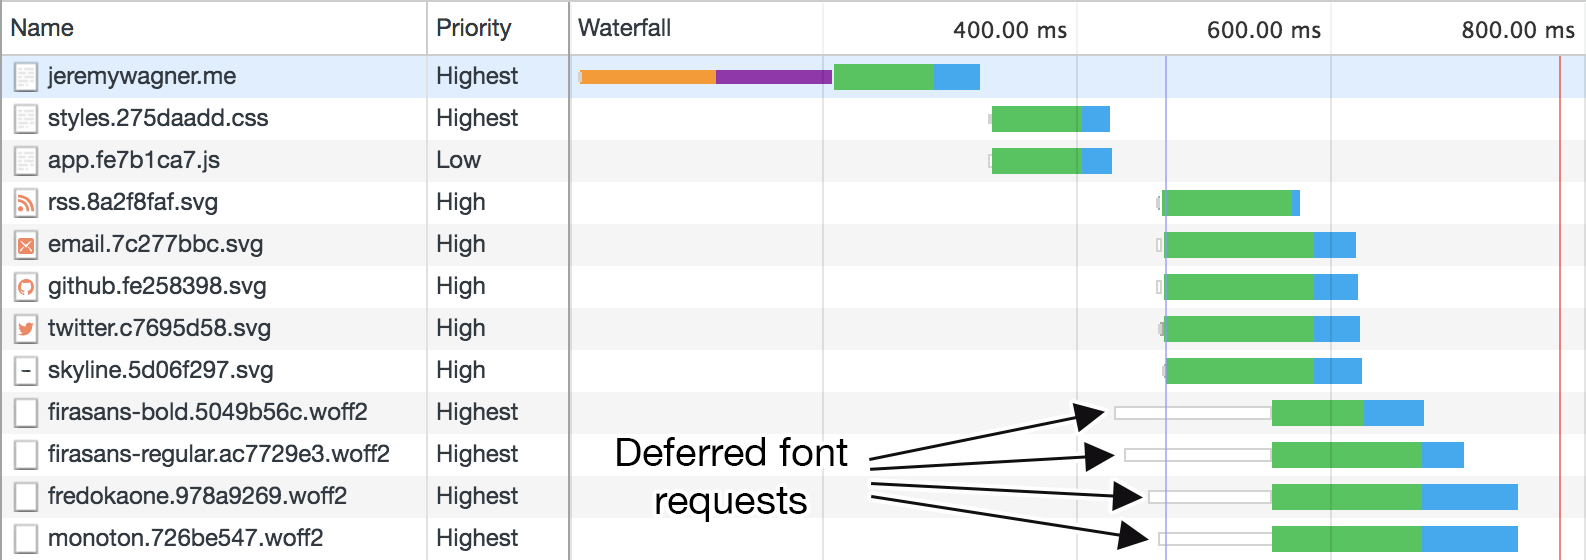 Name Priority Waterfall 400.00 ms 600.00 ms 800.00 ms
jeremywagner.me Highest
styles.275daadd.css Highest
app.fe7b1ca7.js Low
rss.8a2f8faf.svg High
email.7c277bbc.svg High
github.fe258398.svg High
twitter.c7695d58.svg High
skyline.5d06f297.svg High
firasans-bold.5049b56c.woff2 Highest
firasans-regular.ac7729e3.woff2 Highest
fredokaone.978a9269.woff2 Highest
monoton.726be547.woff2 Highest
Deferred font
requests